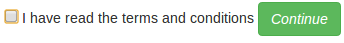 I have read the terms and conditions Continue